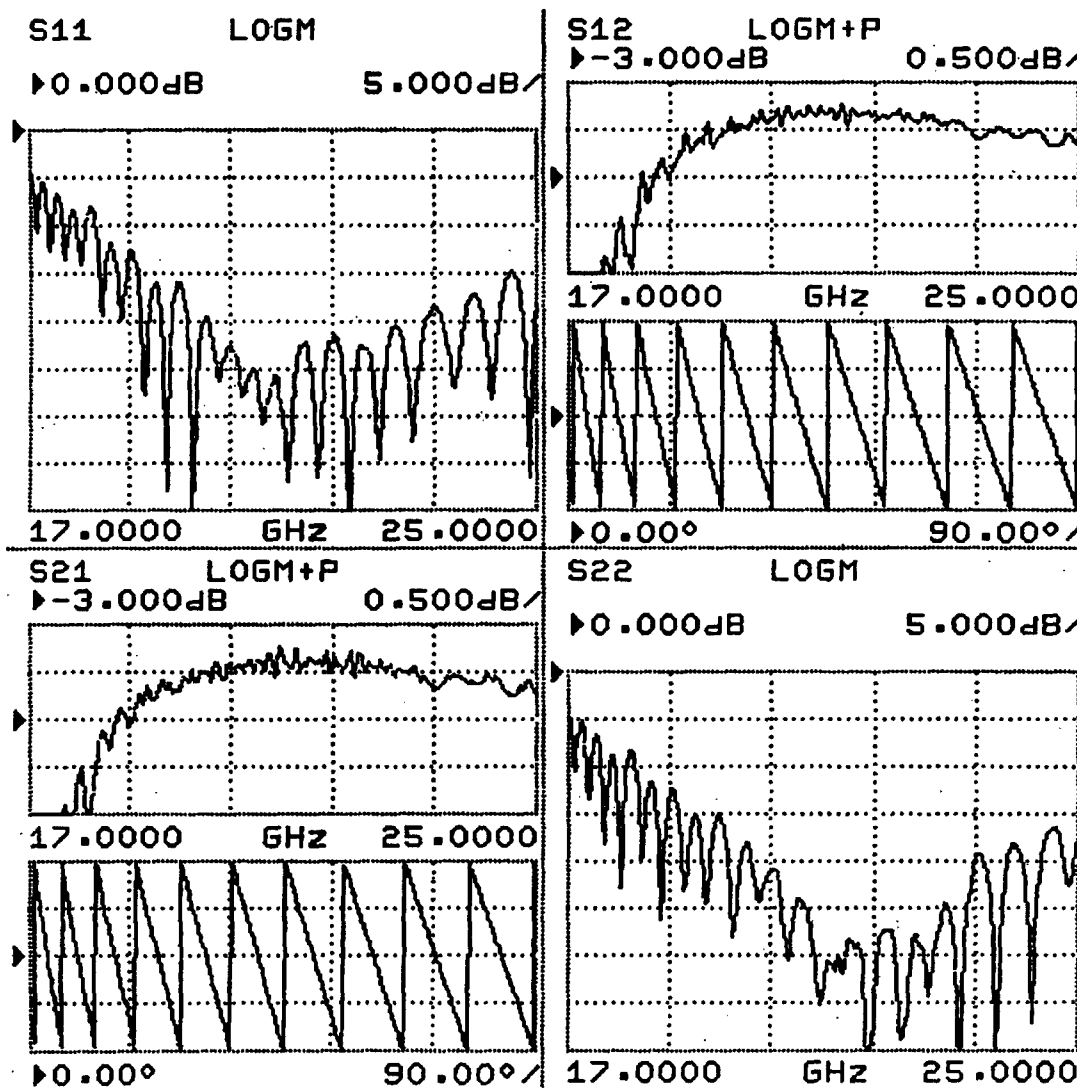 S11 LOGM
▶0.000dB 5.000dB/
17.0000 GHz 25.0000
S12 LOGM+P
▶-3.000dB 0.500dB/
17.0000 GHz 25.0000
▶0.00° 90.00°/
S21 LOGM+P
▶-3.000dB 0.500dB/
17.0000 GHz 25.0000
▶0.00° 90.00°/
S22 LOGM
▶0.000dB 5.000dB/
17.0000 GHz 25.0000